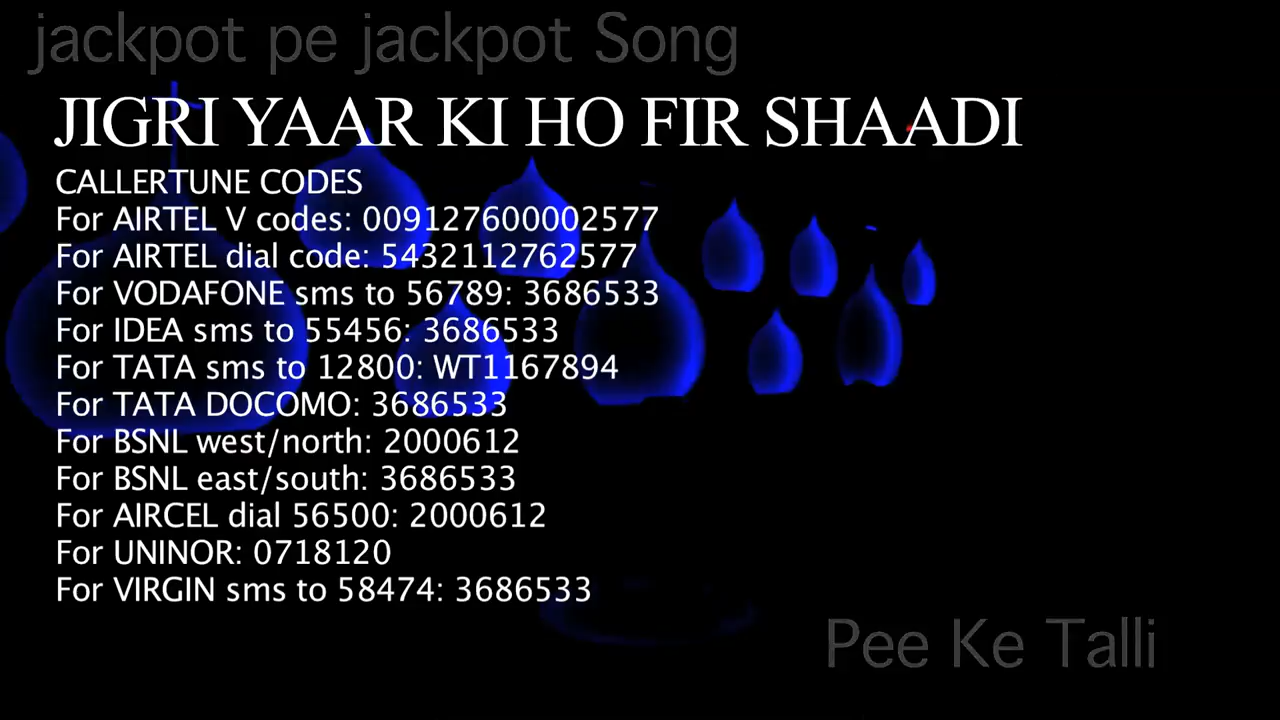 jackpot pe jackpot Song
JIGRI YAAR KI HO FIR SHAADI
CALLERTUNE CODES
For AIRTEL V codes: 009127600002577
For AIRTEL dial code: 5432112762577
For VODAFONE sms to 56789: 3686533
For IDEA sms to 55456: 3686533
For TATA sms to 12800: WT1167894
For TATA DOCOMO: 3686533
For BSNL west/north: 2000612
For BSNL east/south: 3686533
For AIRCEL dial 56500: 2000612
For UNINOR: 0718120
For VIRGIN sms to 58474: 3686533
Pee Ke Talli